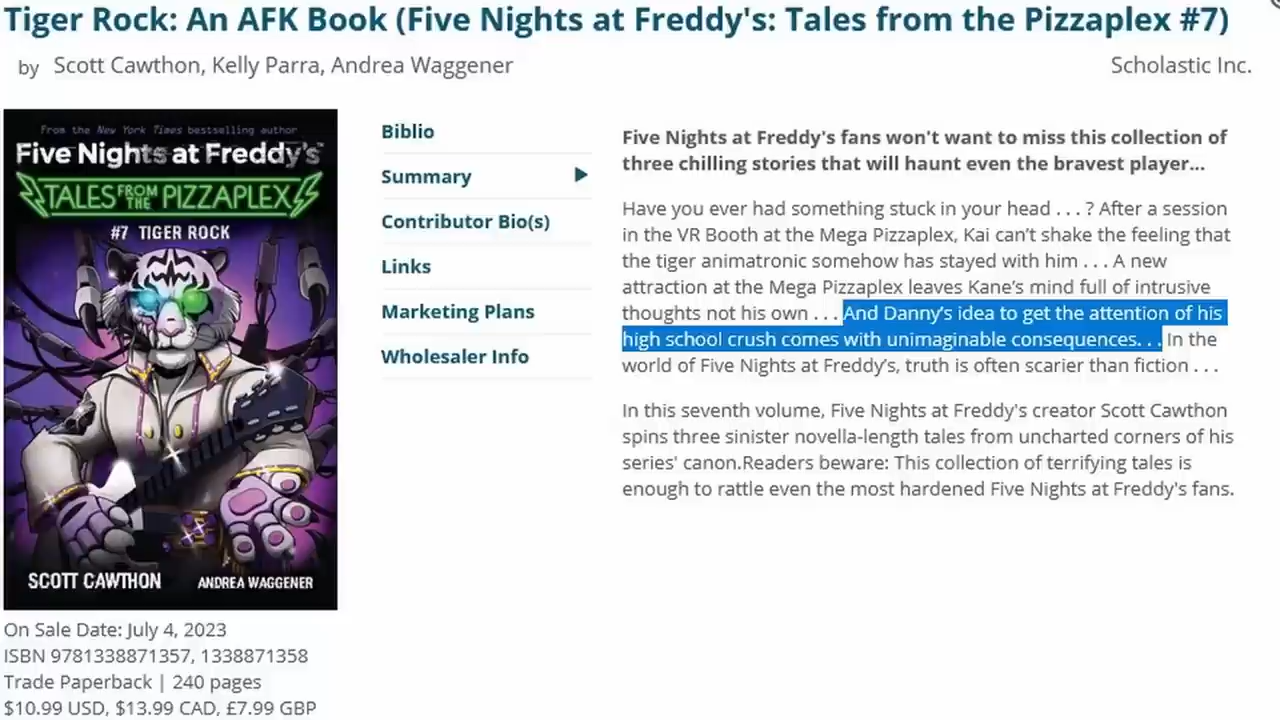 Tiger Rock: An AFK Book (Five Nights at Freddy's: Tales from the Pizzaplex #7)
by Scott Cawthon, Kelly Parra, Andrea Waggener
Scholastic Inc.
From the New York Times bestselling author
Five Nights at Freddy's™
TALES FROM THE PIZZAPLEX
#7 TIGER ROCK
SCOTT CAWTHON ANDREA WAGGENER
On Sale Date: July 4, 2023
ISBN 9781338871357, 1338871358
Trade Paperback | 240 pages
$10.99 USD, $13.99 CAD, £7.99 GBP
Biblio
Summary
Contributor Bio(s)
Links
Marketing Plans
Wholesaler Info
Five Nights at Freddy's fans won't want to miss this collection of
three chilling stories that will haunt even the bravest player...
Have you ever had something stuck in your head . . . ? After a session
in the VR Booth at the Mega Pizzaplex, Kai can’t shake the feeling that
the tiger animatronic somehow has stayed with him . . . A new
attraction at the Mega Pizzaplex leaves Kane’s mind full of intrusive
thoughts not his own . . . And Danny’s idea to get the attention of his
high school crush comes with unimaginable consequences. . . In the
world of Five Nights at Freddy’s, truth is often scarier than fiction . . .
In this seventh volume, Five Nights at Freddy's creator Scott Cawthon
spins three sinister novella-length tales from uncharted corners of his
series' canon.Readers beware: This collection of terrifying tales is
enough to rattle even the most hardened Five Nights at Freddy's fans.